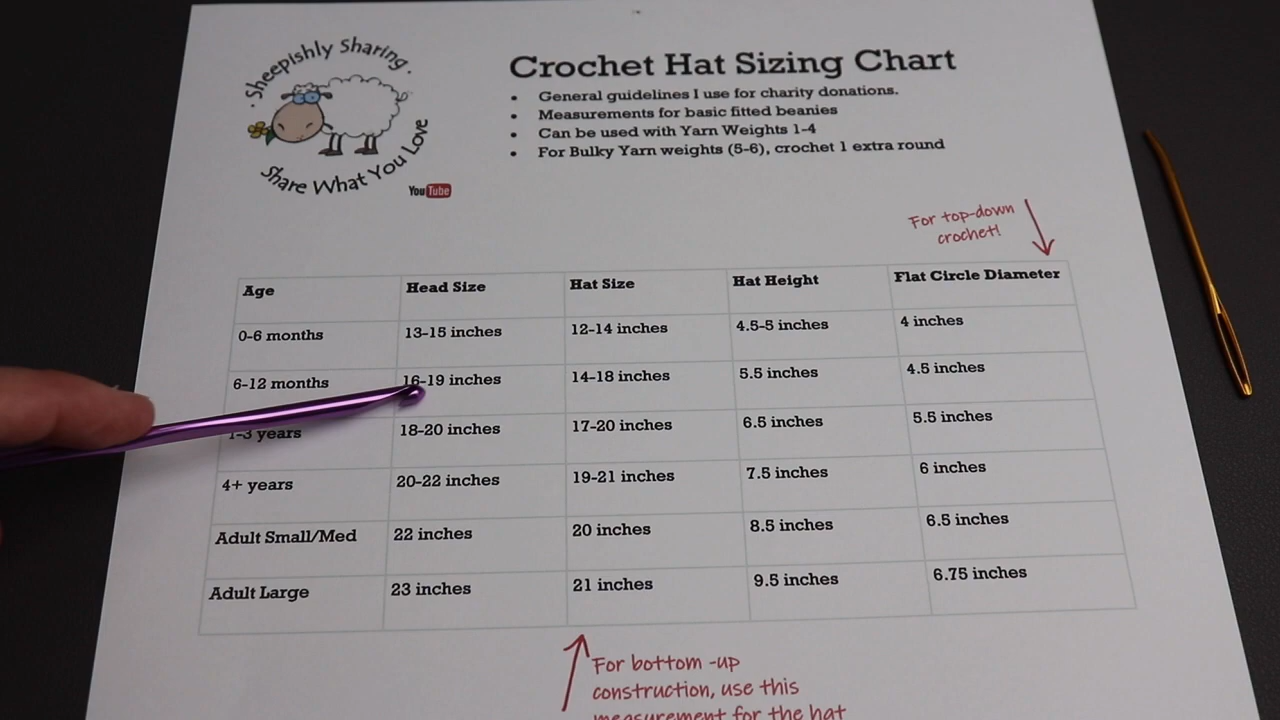 · Sheepishly Sharing ·
Share What You Love
YouTube
Crochet Hat Sizing Chart
• General guidelines I use for charity donations.
• Measurements for basic fitted beanies
• Can be used with Yarn Weights 1-4
• For Bulky Yarn weights (5-6), crochet 1 extra round
For top-down
crochet!
Age Head Size Hat Size Hat Height Flat Circle Diameter
0-6 months 13-15 inches 12-14 inches 4.5-5 inches 4 inches
6-12 months 16-19 inches 14-18 inches 5.5 inches 4.5 inches
1-3 years 18-20 inches 17-20 inches 6.5 inches 5.5 inches
4+ years 20-22 inches 19-21 inches 7.5 inches 6 inches
Adult Small/Med 22 inches 20 inches 8.5 inches 6.5 inches
Adult Large 23 inches 21 inches 9.5 inches 6.75 inches
For bottom -up
construction, use this
measurement for the hat